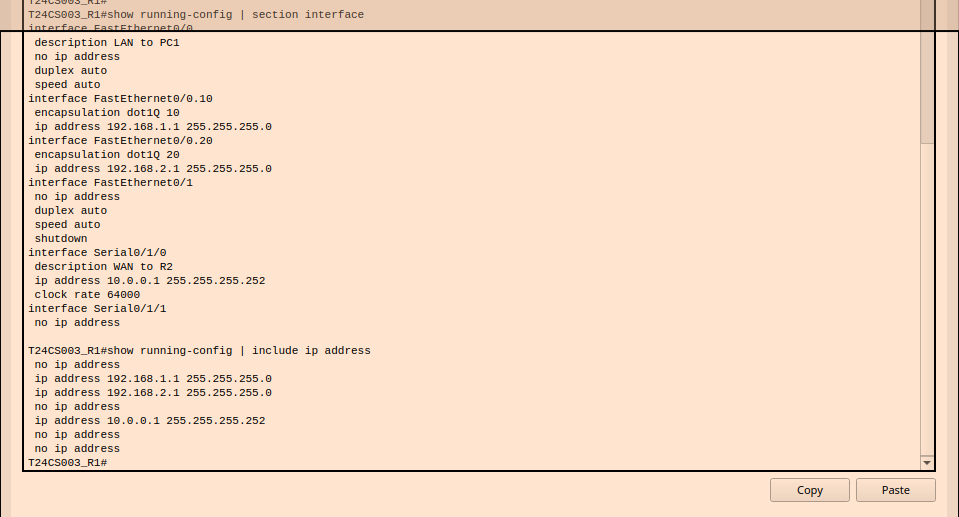 T24CS003_R1#
T24CS003_R1#show running-config | section interface
interface FastEthernet0/0
description LAN to PC1
no ip address
duplex auto
speed auto
interface FastEthernet0/0.10
encapsulation dot1Q 10
ip address 192.168.1.1 255.255.255.0
interface FastEthernet0/0.20
encapsulation dot1Q 20
ip address 192.168.2.1 255.255.255.0
interface FastEthernet0/1
no ip address
duplex auto
speed auto
shutdown
interface Serial0/1/0
description WAN to R2
ip address 10.0.0.1 255.255.255.252
clock rate 64000
interface Serial0/1/1
no ip address
T24CS003_R1#show running-config | include ip address
no ip address
ip address 192.168.1.1 255.255.255.0
ip address 192.168.2.1 255.255.255.0
no ip address
ip address 10.0.0.1 255.255.255.252
no ip address
no ip address
T24CS003_R1#
Copy Paste